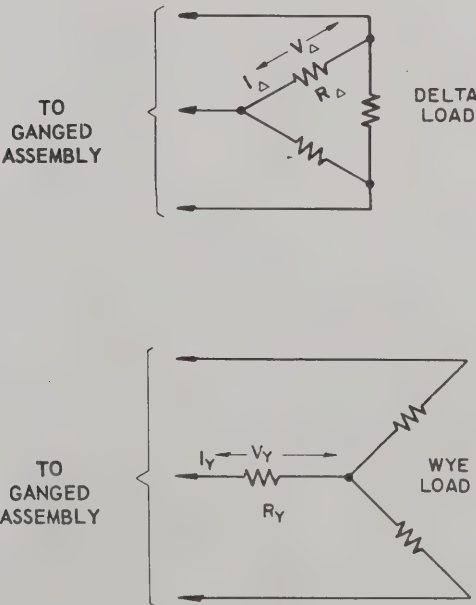 TO
GANGED
ASSEMBLY
V△
I△
R△
DELTA
LOAD
TO
GANGED
ASSEMBLY
IY
VY
RY
WYE
LOAD